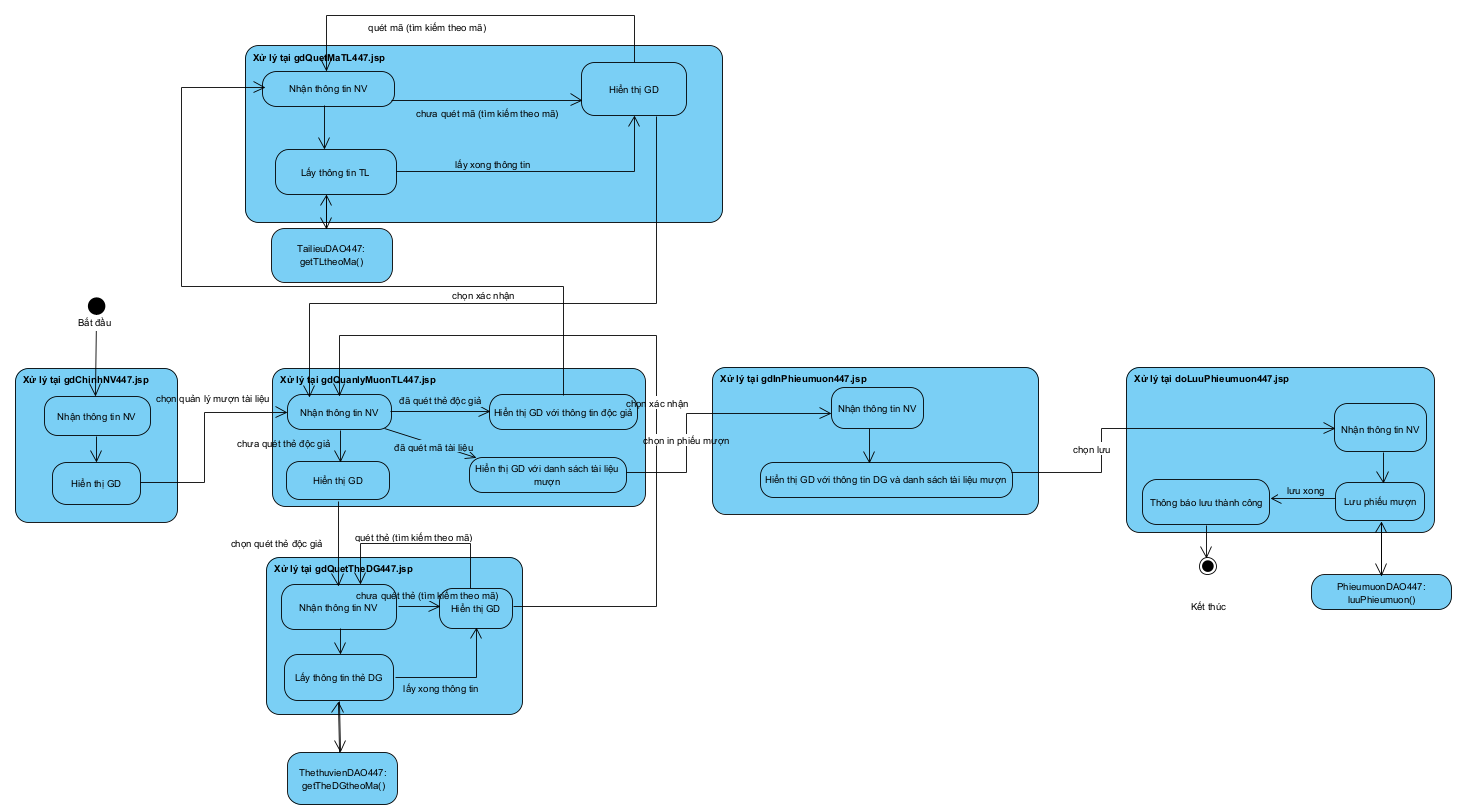 quét mã (tìm kiếm theo mã)
Xử lý tại gdQuetMaTL447.jsp
Nhận thông tin NV
Hiển thị GD
chưa quét mã (tìm kiếm theo mã)
Lấy thông tin TL
lấy xong thông tin
TailieuDAO447:
getTLtheoMa()
chọn xác nhận
Bắt đầu
Xử lý tại gdChinhNV447.jsp
Nhận thông tin NV
Hiển thị GD
chọn quản lý mượn tài liệu
Xử lý tại gdQuanlyMuonTL447.jsp
Nhận thông tin NV
đã quét thẻ độc giả
Hiển thị GD với thông tin độc giả
chưa quét thẻ độc giả
đã quét mã tài liệu
Hiển thị GD
Hiển thị GD với danh sách tài liệu
mượn
chọn xác nhận
chọn in phiếu mượn
Xử lý tại gdInPhieumuon447.jsp
Nhận thông tin NV
Hiển thị GD với thông tin DG và danh sách tài liệu mượn
chọn lưu
Xử lý tại doLuuPhieumuon447.jsp
Nhận thông tin NV
Lưu phiếu mượn
lưu xong
Thông báo lưu thành công
Kết thúc
PhieumuonDAO447:
luuPhieumuon()
chọn quét thẻ độc giả
quét thẻ (tìm kiếm theo mã)
Xử lý tại gdQuetTheDG447.jsp
Nhận thông tin NV
chưa quét thẻ (tìm kiếm theo mã)
Hiển thị GD
Lấy thông tin thẻ DG
lấy xong thông tin
ThethuvienDAO447:
getTheDGtheoMa()